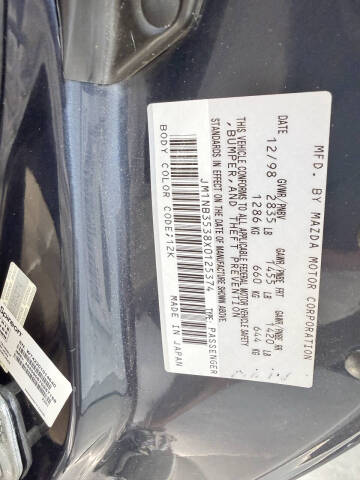 MFD. BY MAZDA MOTOR CORPORATION
DATE GVWR/PNBV GAWR/PNBE FRT GAWR/PNBE RR
12/98 2835 LB 1455 LB 1420 LB
1286 KG 660 KG 644 KG
THIS VEHICLE CONFORMS TO ALL APPLICABLE FEDERAL MOTOR VEHICLE SAFETY
, BUMPER, AND THEFT PREVENTION
STANDARDS IN EFFECT ON THE DATE OF MANUFACTURE SHOWN ABOVE.
JM1NB3538X0125374 TYPE: PASSENGER
BODY COLOR CODE;12K MADE IN JAPAN